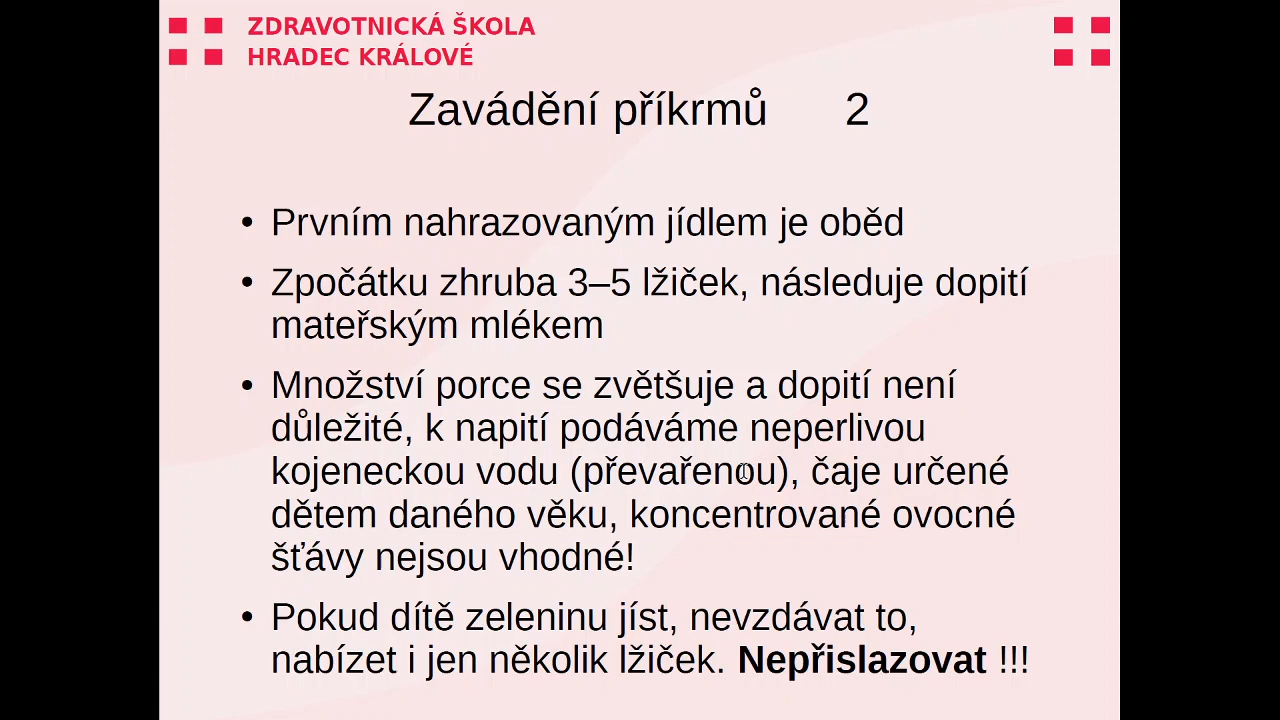 ZDRAVOTNICKÁ ŠKOLA
HRADEC KRÁLOVÉ
Zavádění příkrmů 2
• Prvním nahrazovaným jídlem je oběd
• Zpočátku zhruba 3–5 lžiček, následuje dopití
mateřským mlékem
• Množství porce se zvětšuje a dopití není
důležité, k napití podáváme neperlivou
kojeneckou vodu (převařenou), čaje určené
dětem daného věku, koncentrované ovocné
šťávy nejsou vhodné!
• Pokud dítě zeleninu jíst, nevzdávat to,
nabízet i jen několik lžiček. Nepřislazovat !!!